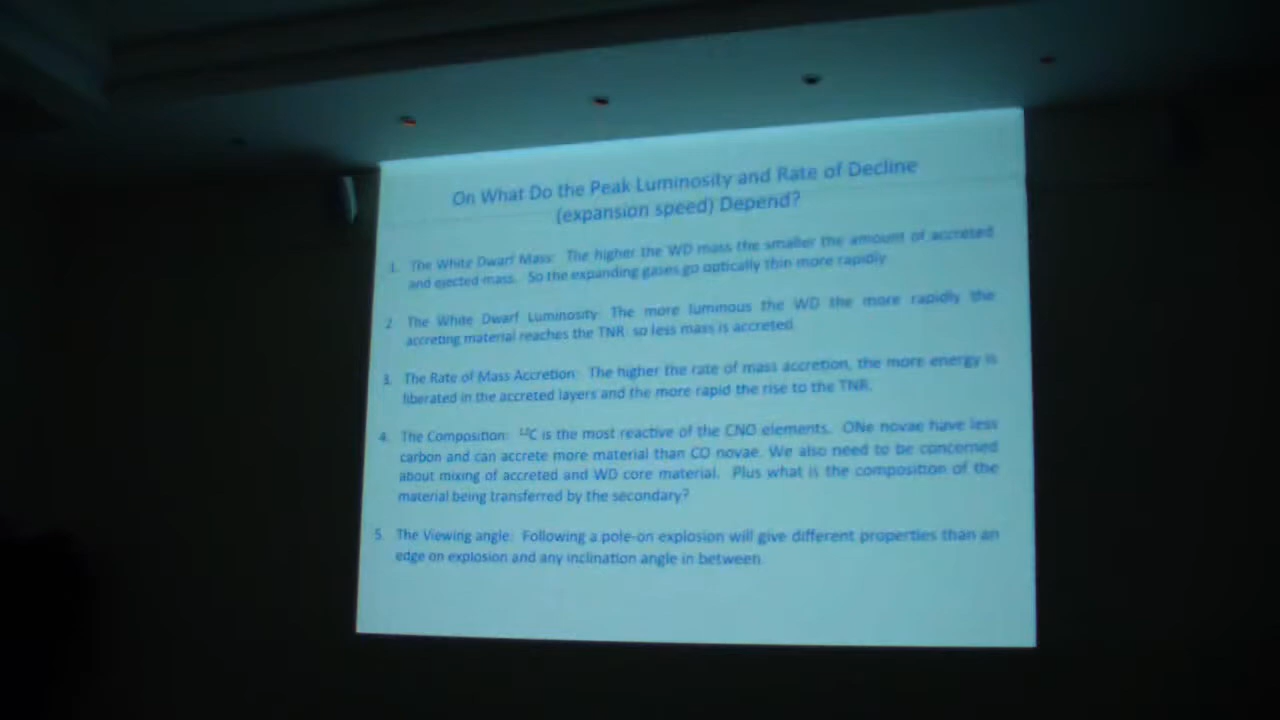 On What Do the Peak Luminosity and Rate of Decline
(expansion speed) Depend?
1. The White Dwarf Mass: The higher the WD mass the smaller the amount of accreted
and ejected mass. So the expanding gases go optically thin more rapidly
2. The White Dwarf Luminosity: The more luminous the WD the more rapidly the
accreting material reaches the TNR so less mass is accreted
3. The Rate of Mass Accretion: The higher the rate of mass accretion, the more energy is
liberated in the accreted layers and the more rapid the rise to the TNR.
4. The Composition: ¹²C is the most reactive of the CNO elements. ONe novae have less
carbon and can accrete more material than CO novae. We also need to be concerned
about mixing of accreted and WD core material. Plus what is the composition of the
material being transferred by the secondary?
5. The Viewing angle: Following a pole-on explosion will give different properties than an
edge on explosion and any inclination angle in between.